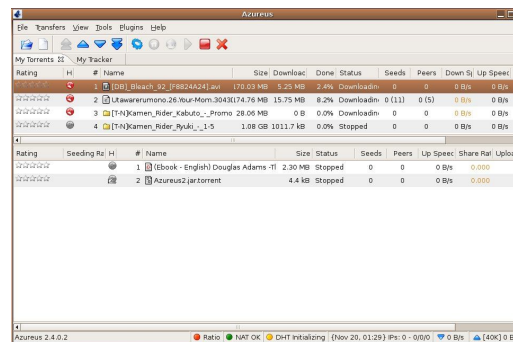 Azureus
File Transfers View Tools Plugins Help
My Torrents My Tracker
Rating H # Name Size Downloac Done Status Seeds Peers Down Sp Up Speec
1 [DB]_Bleach_92_[F8B24A24].avi 170.03 MB 5.25 MB 2.4% Downloadin 0 0 0 B/s 0 B/s
2 Utawarerumono.26.Your-Mom.3043E 174.76 MB 15.75 MB 8.2% Downloadin 0 (11) 0 (5) 0 B/s 0 B/s
3 [T-N]Kamen_Rider_Kabuto_-_Promo 28.06 MB 0 B 0.0% Downloadin 0 0 0 B/s 0 B/s
4 [T-N]Kamen_Rider_Ryuki_-_1-5 1.08 GB 1011.7 kB 0.0% Stopped 0 0 0 B/s 0 B/s
Rating Seeding Ra H # Name Size Status Seeds Peers Up Speec Share Rat Uploa
1 (Ebook - English) Douglas Adams -Tl 2.30 MB Stopped 0 0 0 B/s 0.000
2 Azureus2.jar.torrent 4.4 kB Stopped 0 0 0 B/s 0.000
Azureus 2.4.0.2 Ratio NAT OK DHT Initializing {Nov 20, 01:29} IPs: 0 - 0/0/0 0 B/s [40K] 0 B